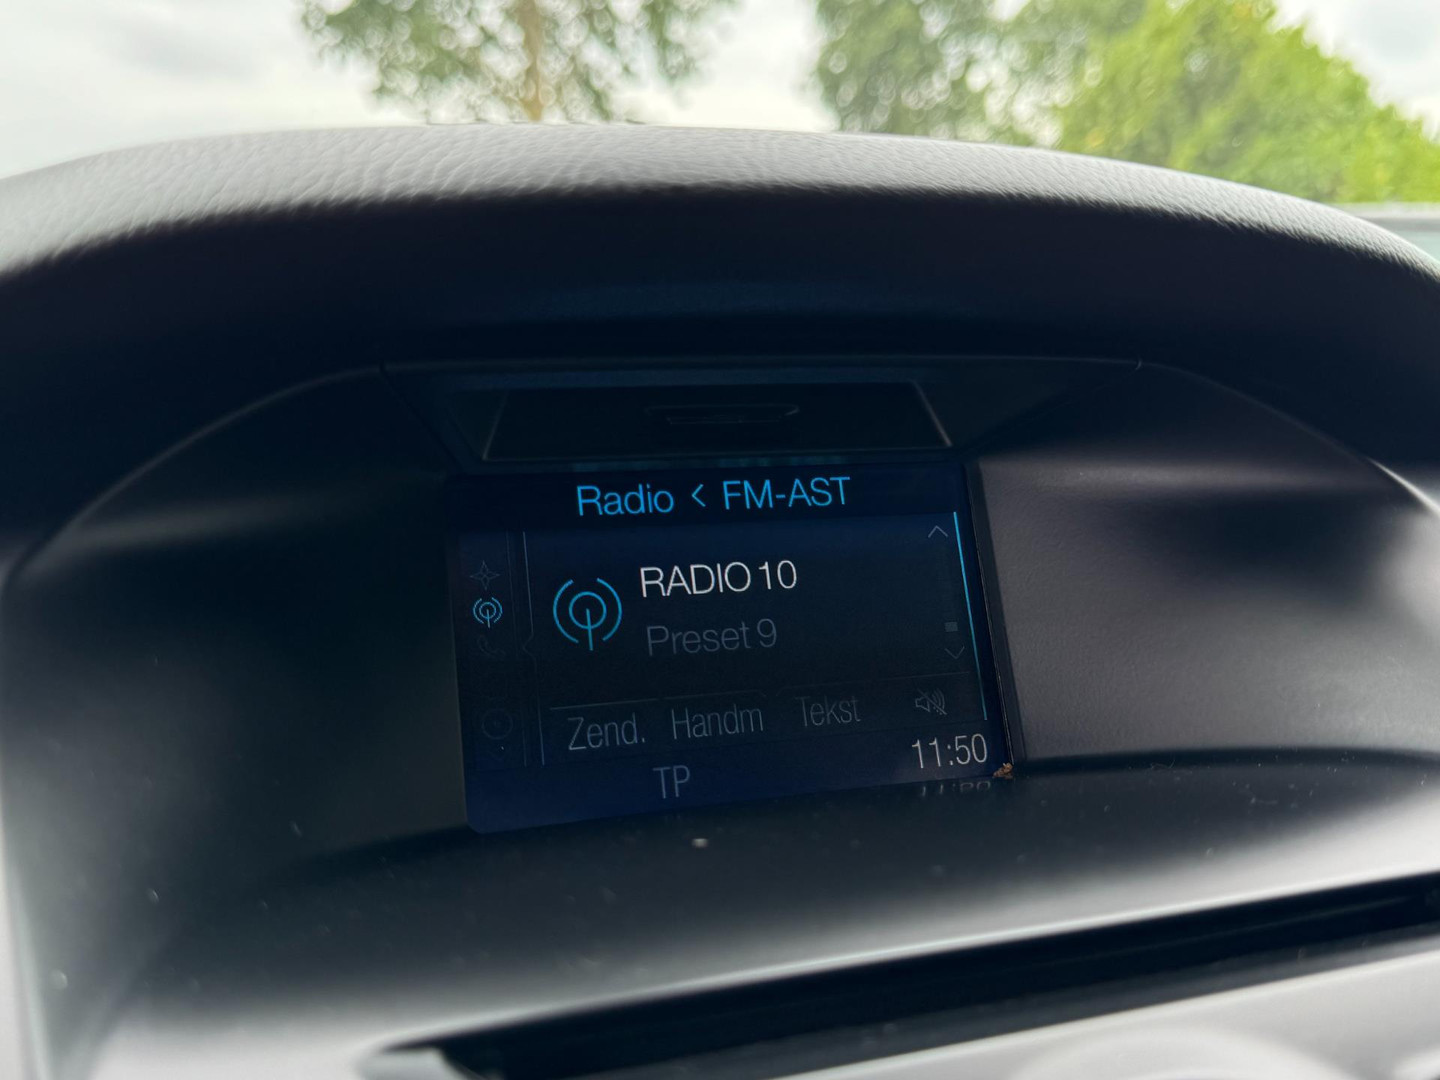 Radio < FM-AST
RADIO 10
Preset 9
Zend. Handm Tekst
11:50
TP